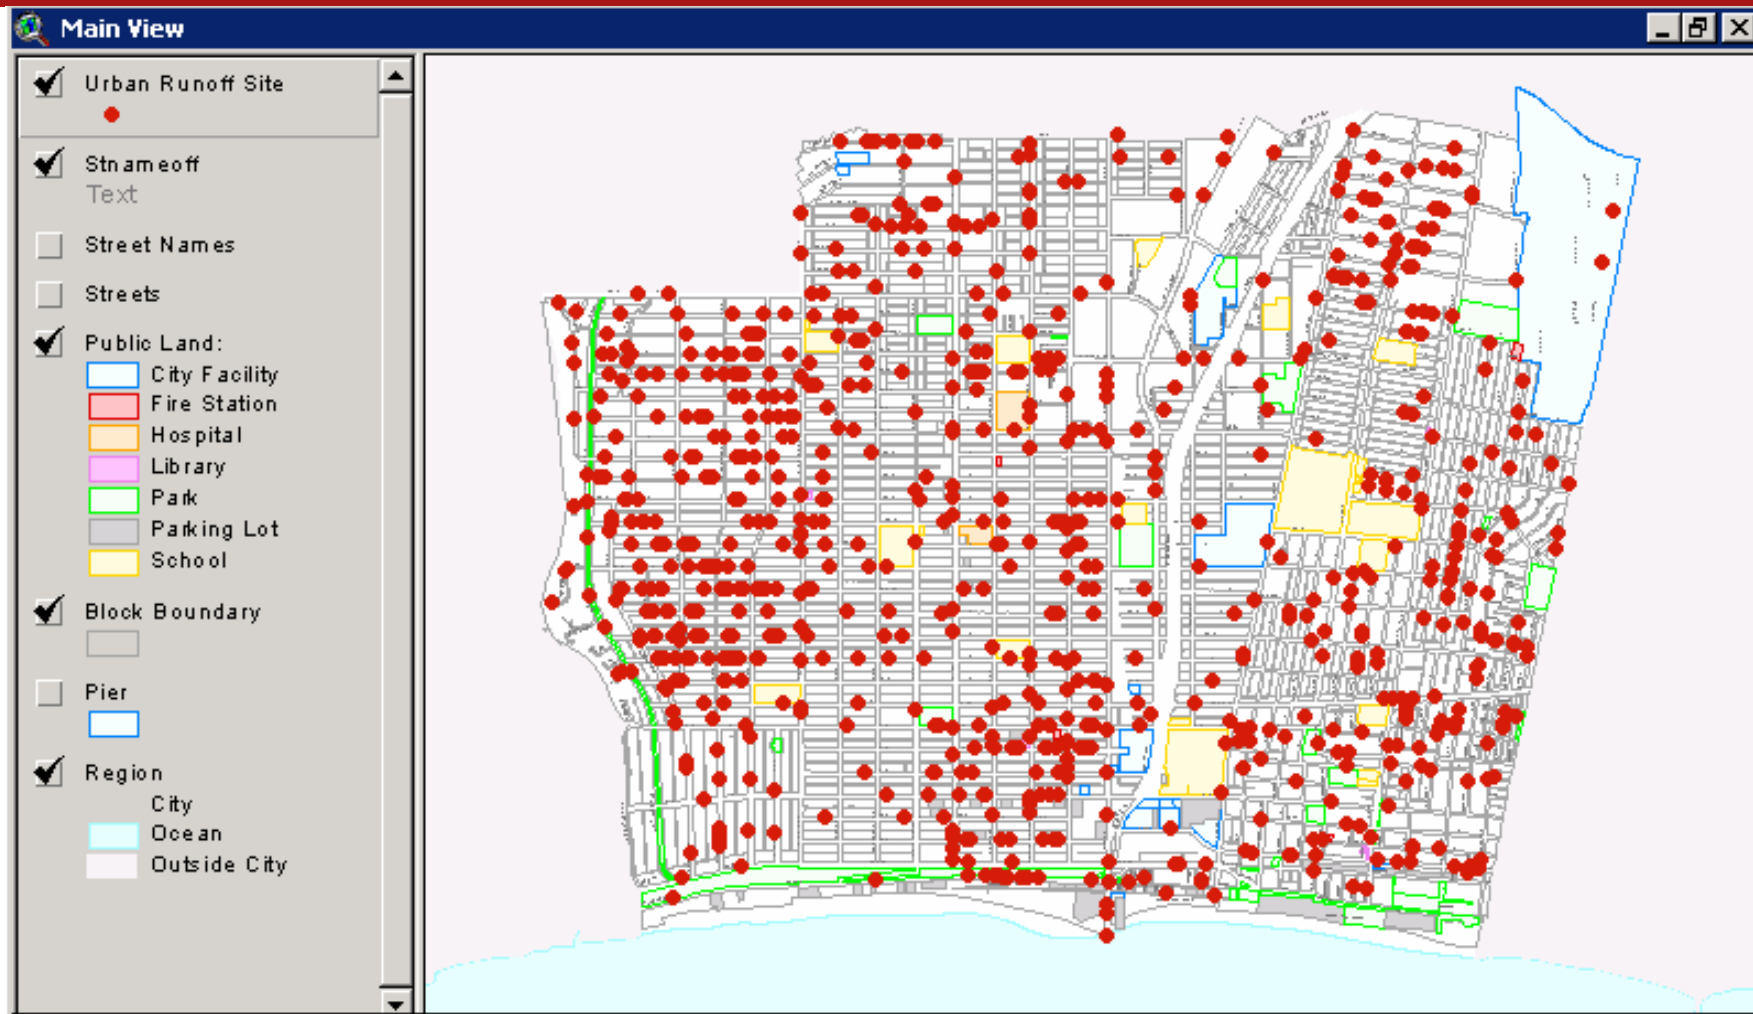 Main View
Urban Runoff Site
Stnameoff
Text
Street Names
Streets
Public Land:
City Facility
Fire Station
Hospital
Library
Park
Parking Lot
School
Block Boundary
Pier
Region
City
Ocean
Outside City